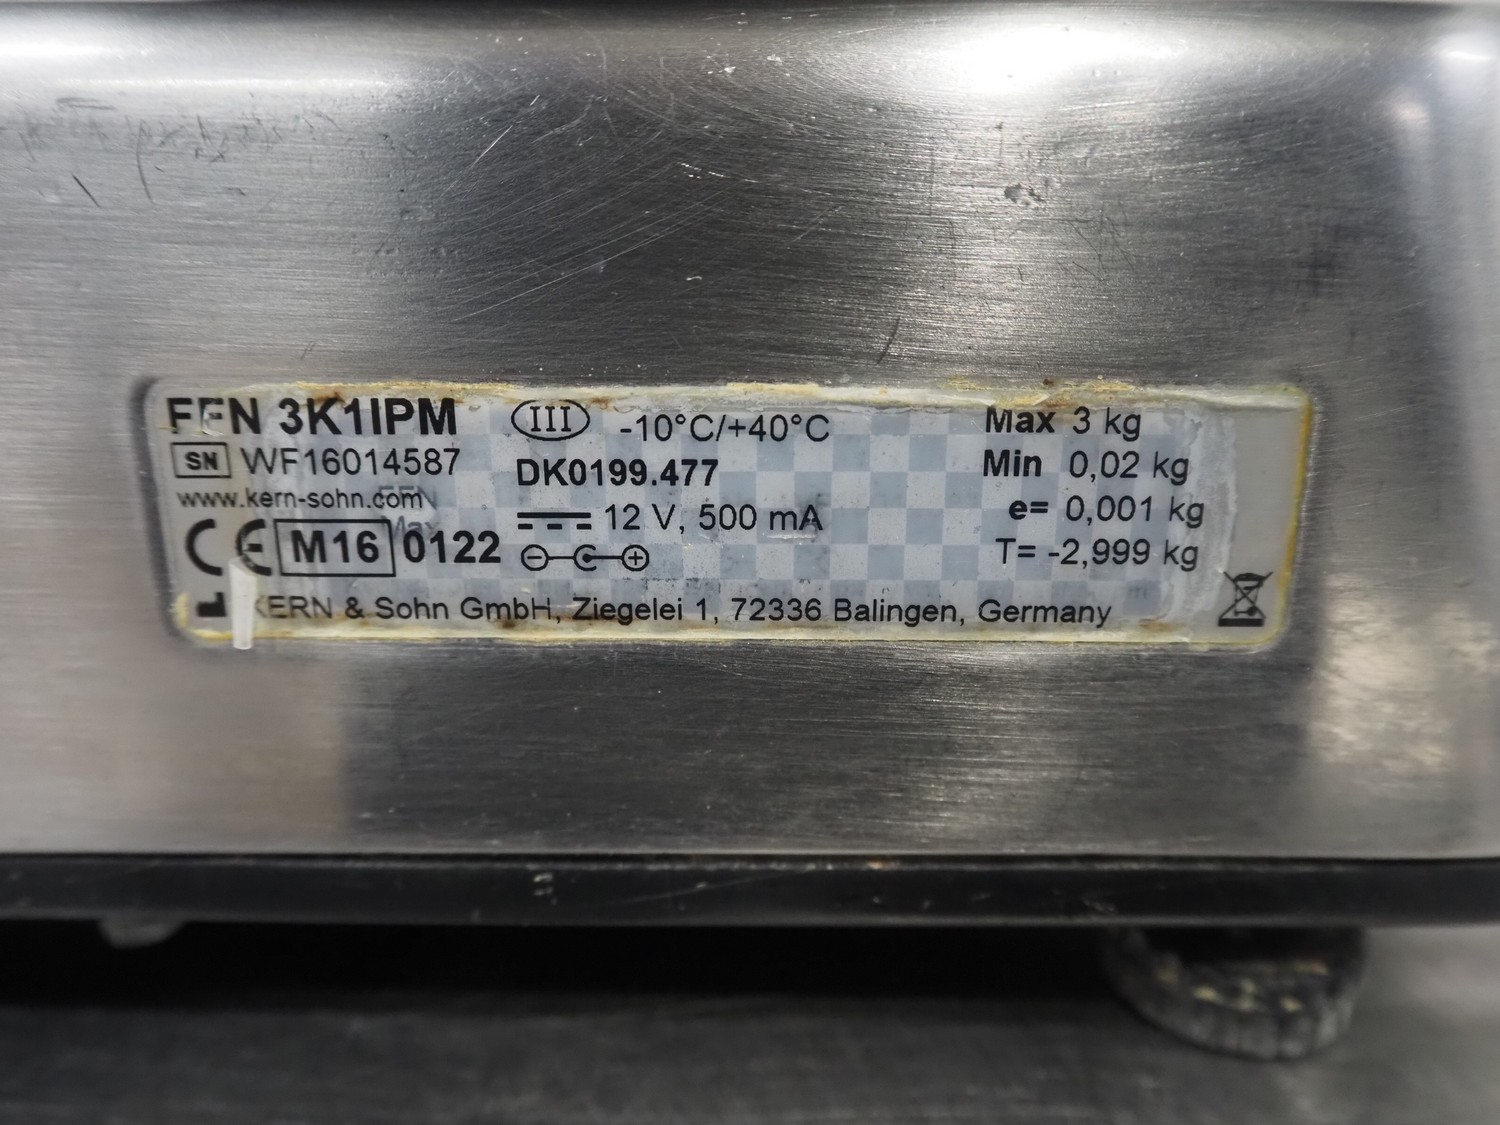 FFN 3K1IPM III -10°C/+40°C Max 3 kg
SN WF16014587 DK0199.477 Min 0,02 kg
www.kern-sohn.com 12 V, 500 mA e= 0,001 kg
CE M16 0122 T= -2,999 kg
KERN & Sohn GmbH, Ziegelei 1, 72336 Balingen, Germany